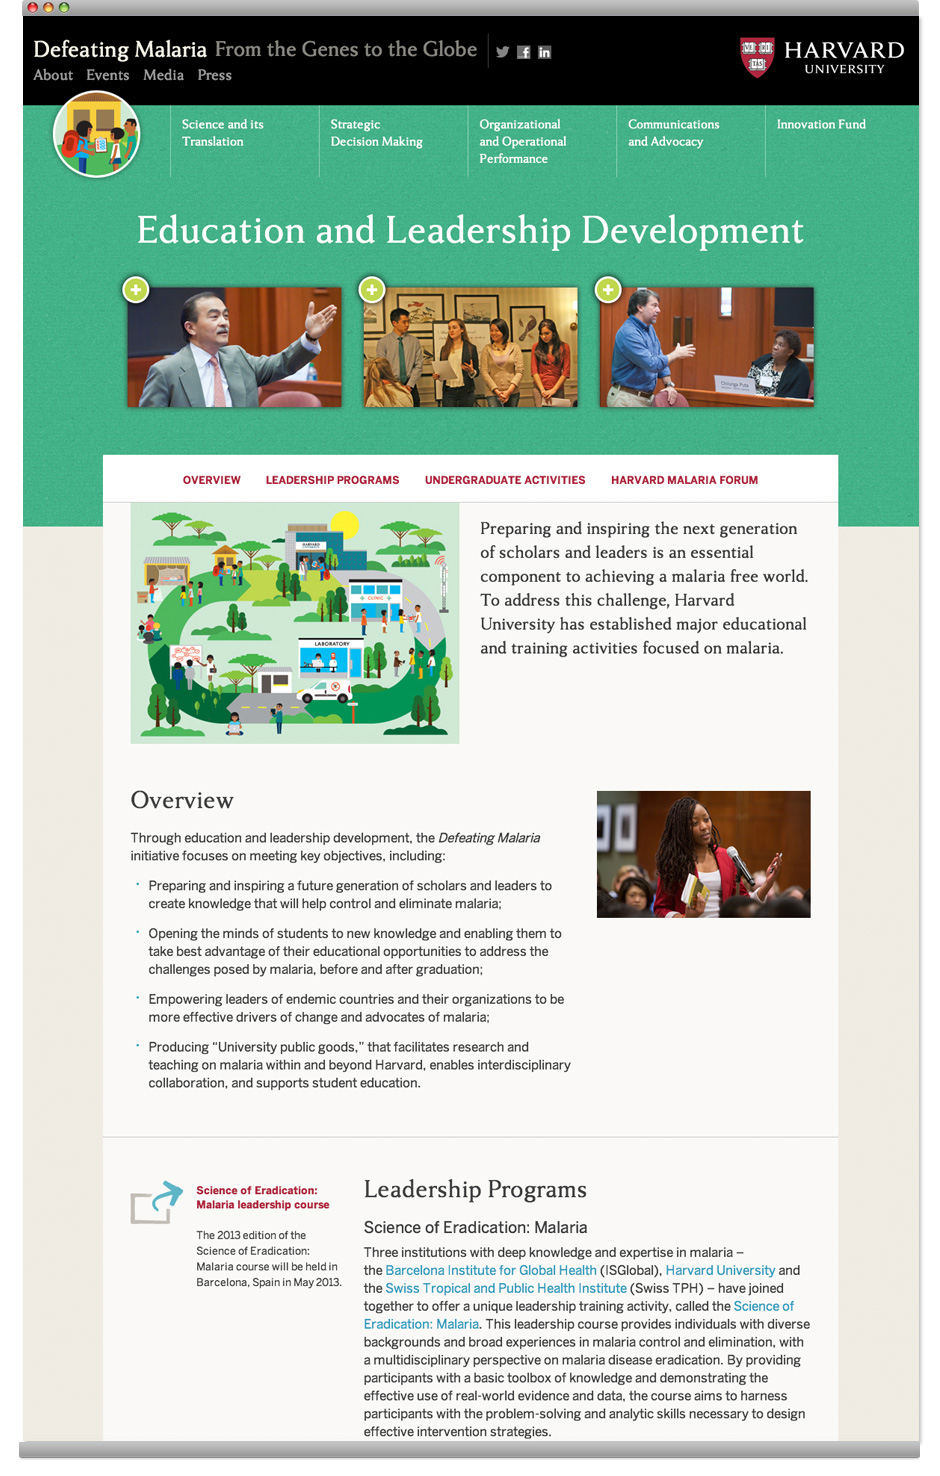 Defeating Malaria From the Genes to the Globe
About Events Media Press
HARVARD
UNIVERSITY
Science and its
Translation
Strategic
Decision Making
Organizational
and Operational
Performance
Communications
and Advocacy
Innovation Fund
Education and Leadership Development
OVERVIEW LEADERSHIP PROGRAMS UNDERGRADUATE ACTIVITIES HARVARD MALARIA FORUM
HARVARD
CLINIC
LABORATORY
Preparing and inspiring the next generation
of scholars and leaders is an essential
component to achieving a malaria free world.
To address this challenge, Harvard
University has established major educational
and training activities focused on malaria.
Overview
Through education and leadership development, the Defeating Malaria
initiative focuses on meeting key objectives, including:
· Preparing and inspiring a future generation of scholars and leaders to
create knowledge that will help control and eliminate malaria;
· Opening the minds of students to new knowledge and enabling them to
take best advantage of their educational opportunities to address the
challenges posed by malaria, before and after graduation;
· Empowering leaders of endemic countries and their organizations to be
more effective drivers of change and advocates of malaria;
· Producing “University public goods,” that facilitates research and
teaching on malaria within and beyond Harvard, enables interdisciplinary
collaboration, and supports student education.
Science of Eradication:
Malaria leadership course
The 2013 edition of the
Science of Eradication:
Malaria course will be held in
Barcelona, Spain in May 2013.
Leadership Programs
Science of Eradication: Malaria
Three institutions with deep knowledge and expertise in malaria –
the Barcelona Institute for Global Health (ISGlobal), Harvard University and
the Swiss Tropical and Public Health Institute (Swiss TPH) – have joined
together to offer a unique leadership training activity, called the Science of
Eradication: Malaria. This leadership course provides individuals with diverse
backgrounds and broad experiences in malaria control and elimination, with
a multidisciplinary perspective on malaria disease eradication. By providing
participants with a basic toolbox of knowledge and demonstrating the
effective use of real-world evidence and data, the course aims to harness
participants with the problem-solving and analytic skills necessary to design
effective intervention strategies.